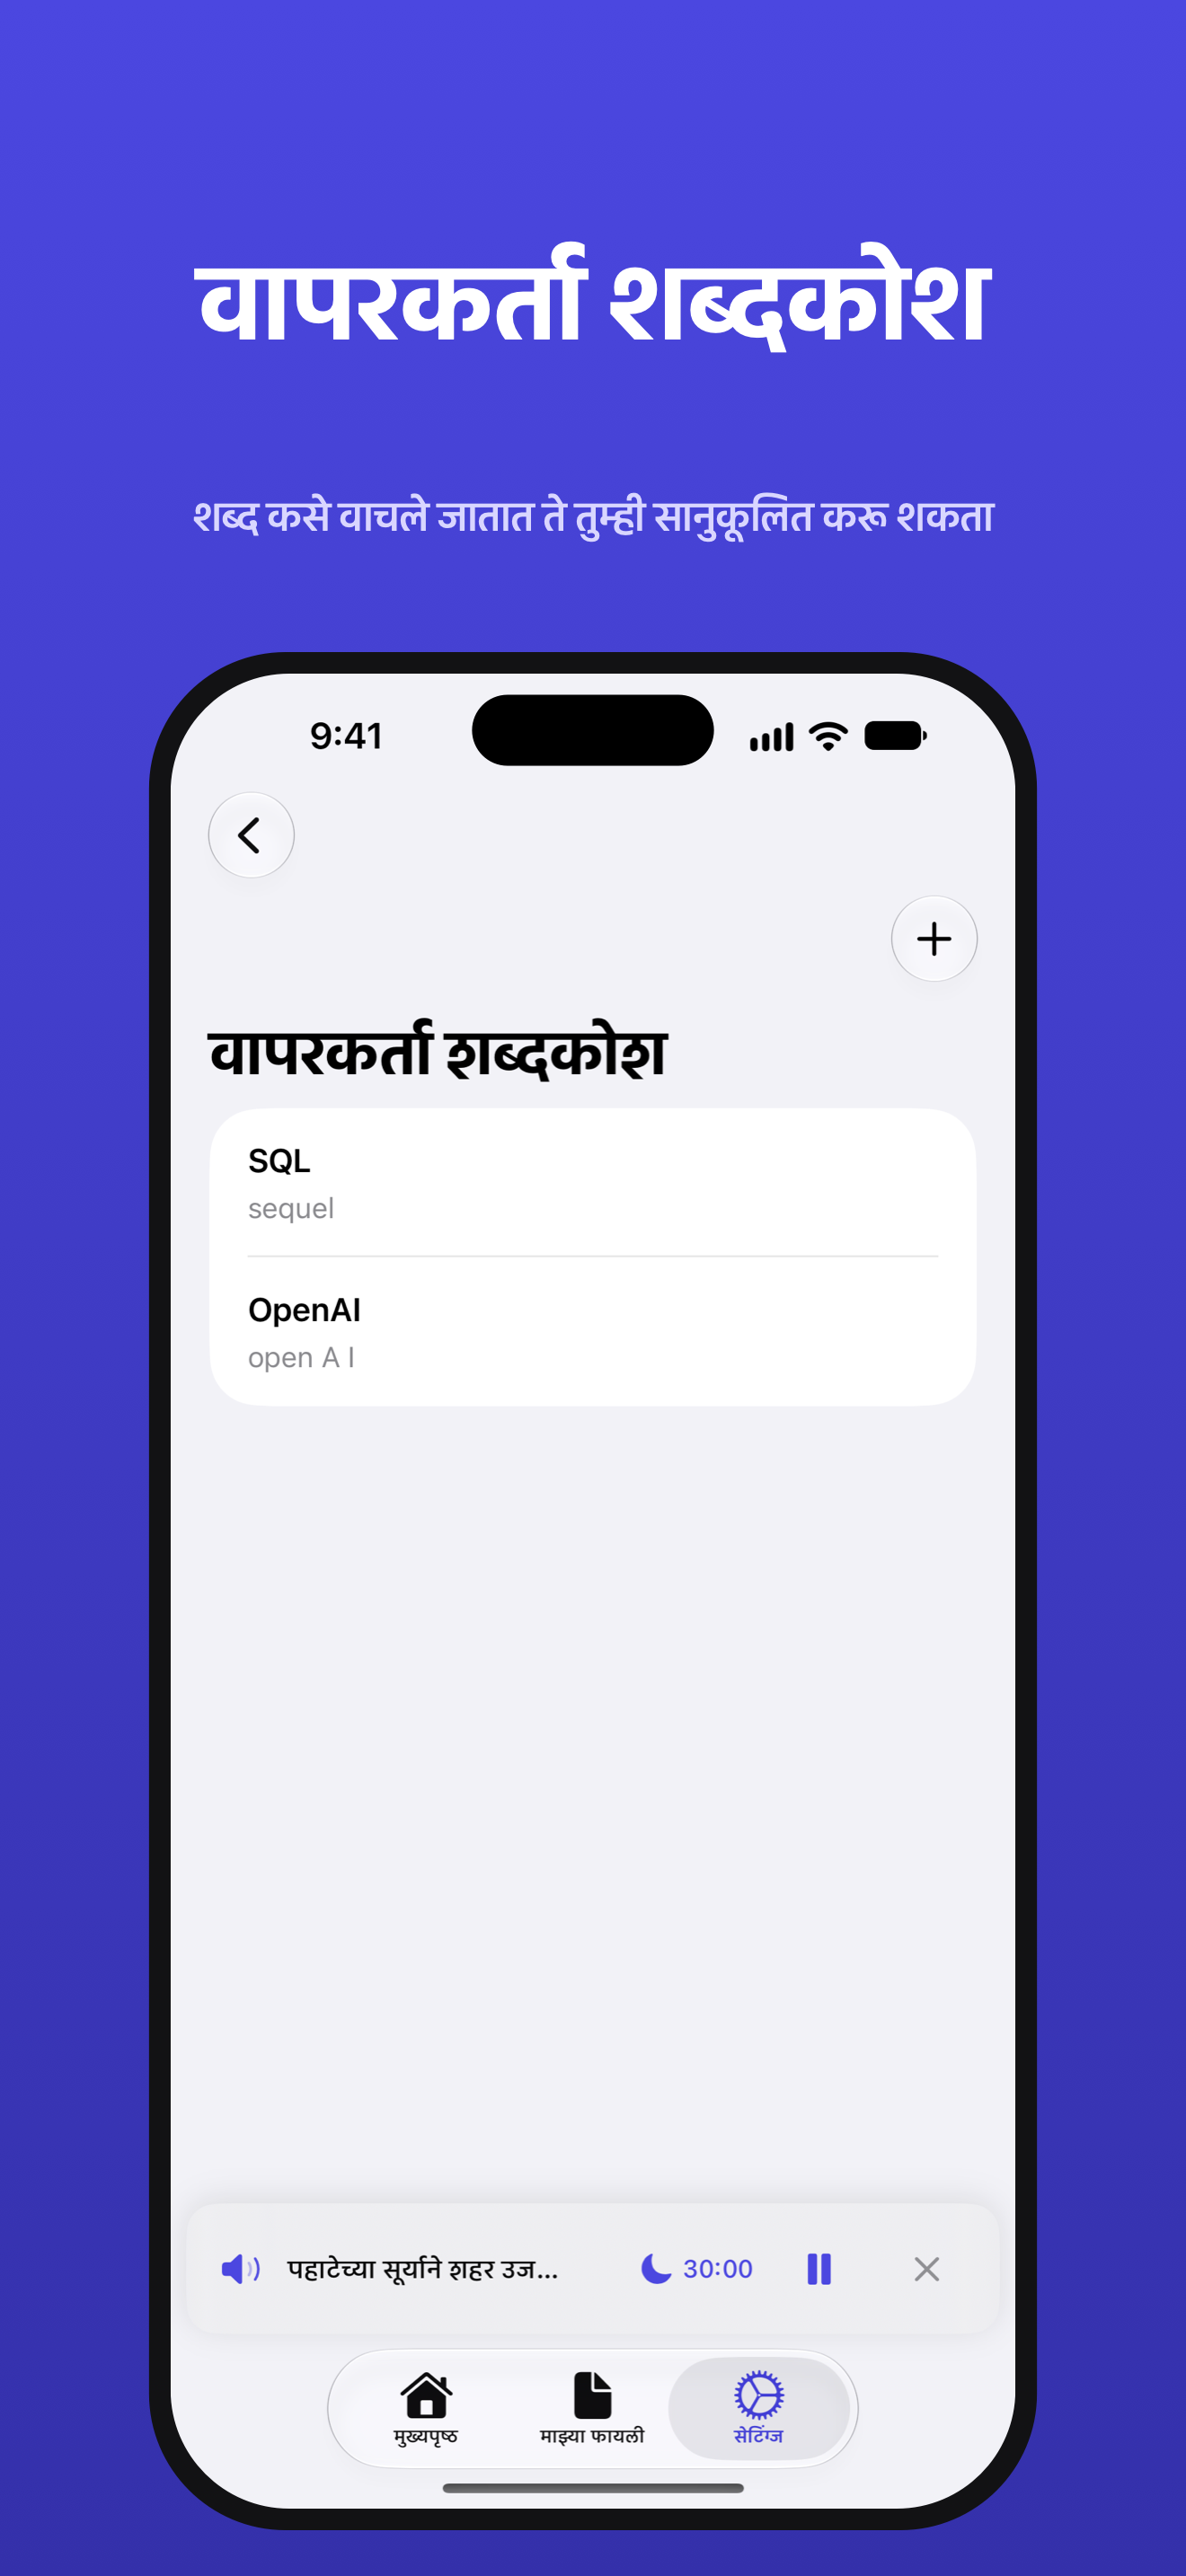 वापरकर्ता शब्दकोश
शब्द कसे वाचले जातात ते तुम्ही सानुकूलित करू शकता
9:41
वापरकर्ता शब्दकोश
SQL
sequel
OpenAI
open A I
पहाटेच्या सूर्याने शहर उज...
30:00
मुख्यपृष्ठ
माझ्या फायली
सेटिंग्ज